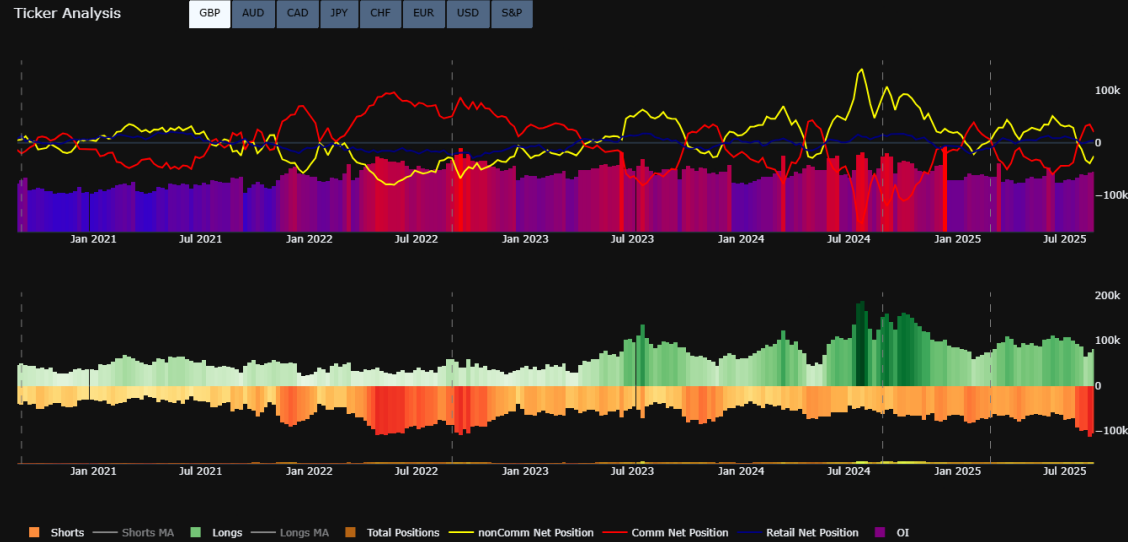 Ticker Analysis GBP AUD CAD JPY CHF EUR USD S&P
100k
0
−100k
Jan 2021 Jul 2021 Jan 2022 Jul 2022 Jan 2023 Jul 2023 Jan 2024 Jul 2024 Jan 2025 Jul 2025
200k
100k
0
−100k
Jan 2021 Jul 2021 Jan 2022 Jul 2022 Jan 2023 Jul 2023 Jan 2024 Jul 2024 Jan 2025 Jul 2025
Shorts Shorts MA Longs Longs MA Total Positions nonComm Net Position Comm Net Position Retail Net Position OI